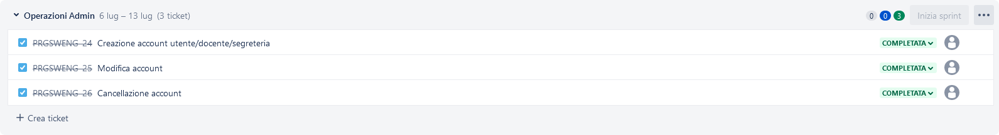 Operazioni Admin 6 lug – 13 lug (3 ticket) 0 0 3 Inizia sprint
PRGSWENG-24 Creazione account utente/docente/segreteria COMPLETATA
PRGSWENG-25 Modifica account COMPLETATA
PRGSWENG-26 Cancellazione account COMPLETATA
+ Crea ticket